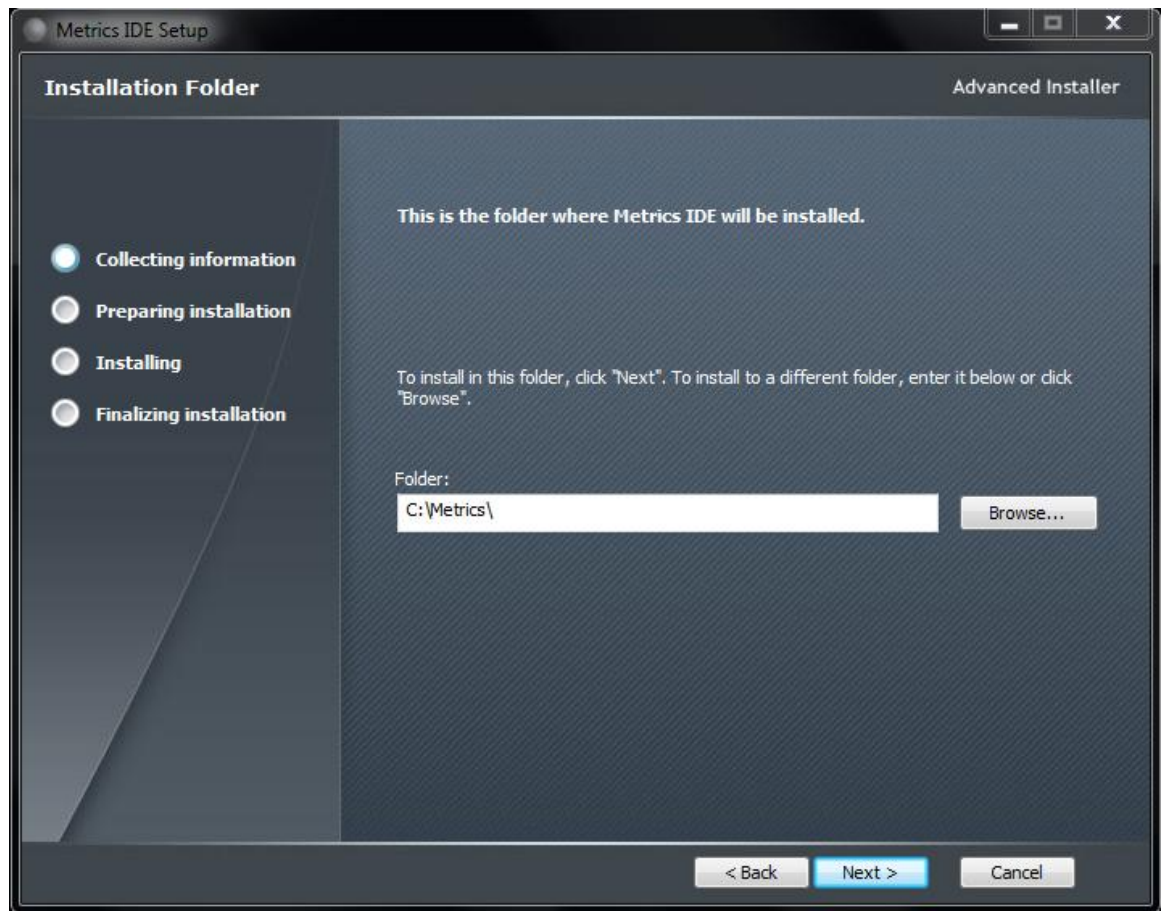 Metrics IDE Setup
Installation Folder
Advanced Installer
Collecting information
Preparing installation
Installing
Finalizing installation
This is the folder where Metrics IDE will be installed.
To install in this folder, click "Next". To install to a different folder, enter it below or click
"Browse".
Folder:
C:\Metrics\
Browse...
< Back
Next >
Cancel